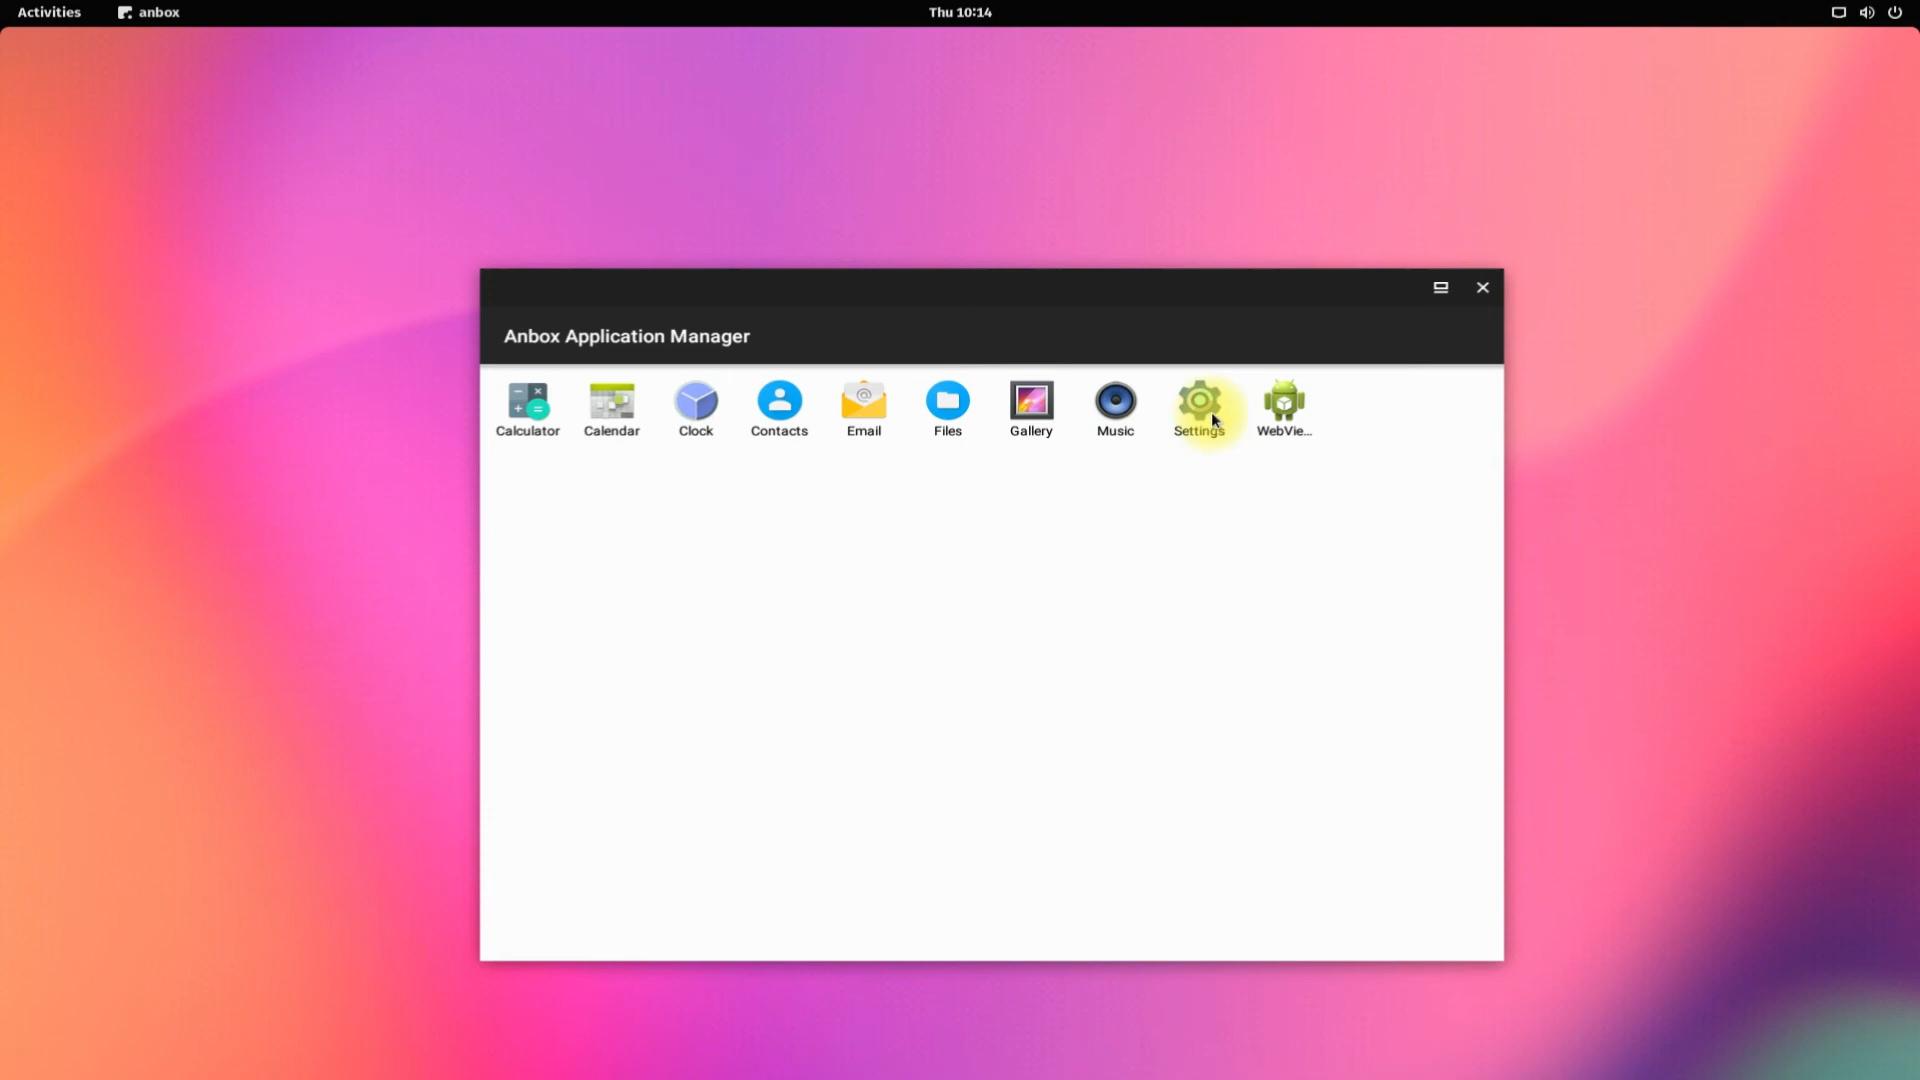 Activities anbox Thu 10:14
Anbox Application Manager
Calculator Calendar Clock Contacts Email Files Gallery Music Settings WebVie...